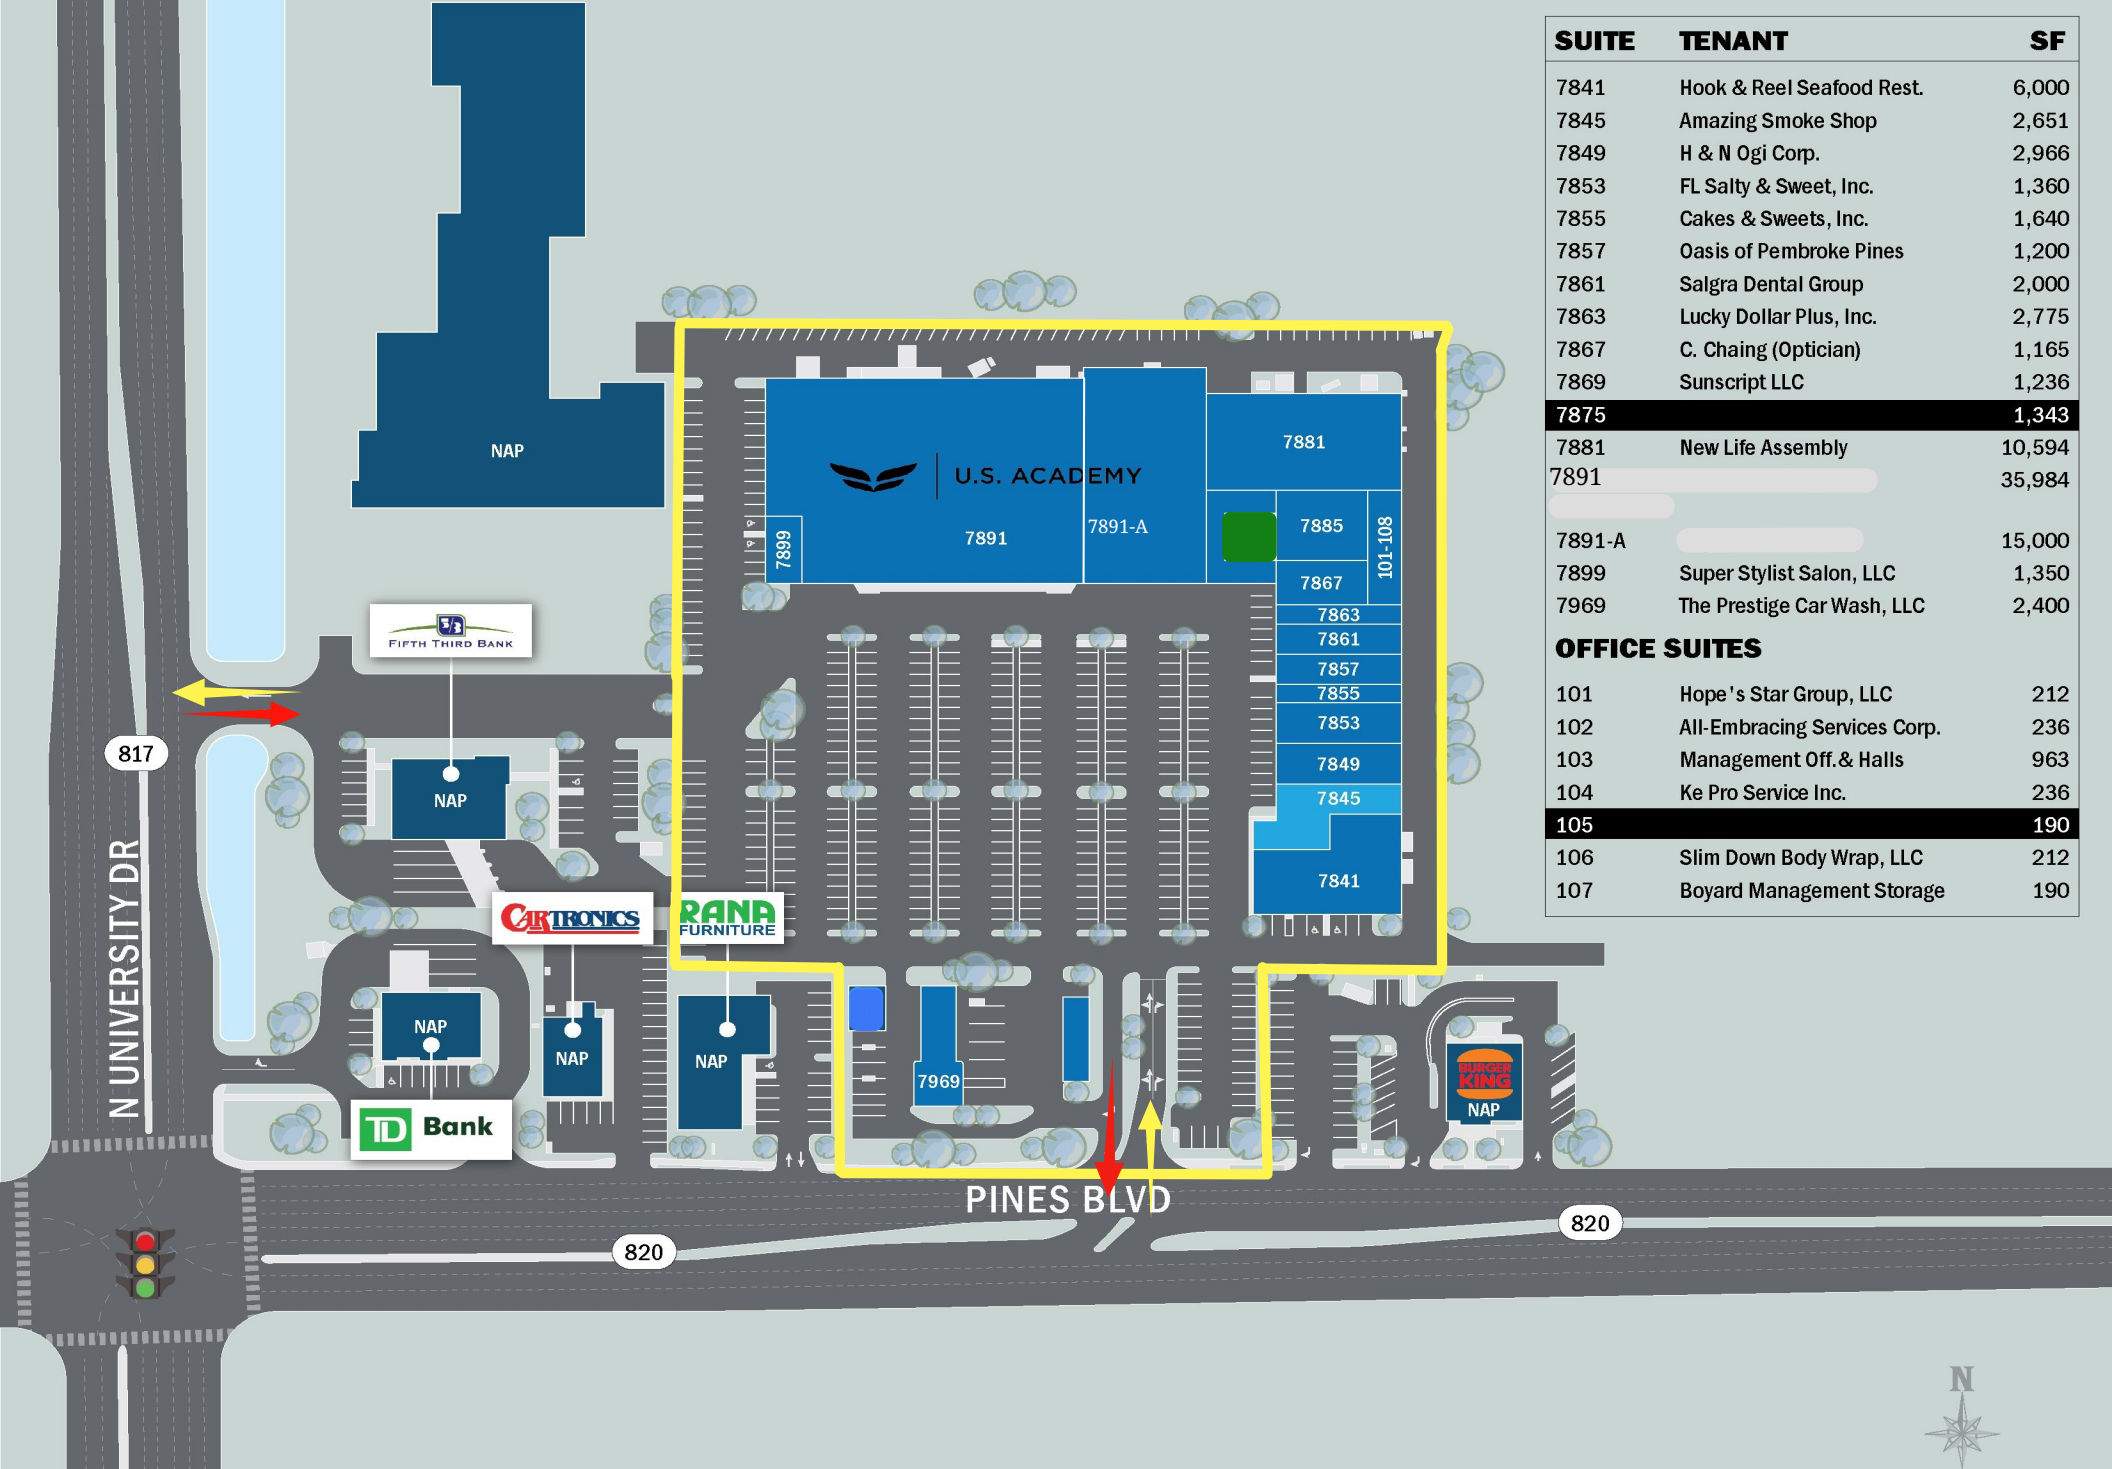 SUITE TENANT SF
7841 Hook & Reel Seafood Rest. 6,000
7845 Amazing Smoke Shop 2,651
7849 H & N Ogi Corp. 2,966
7853 FL Salty & Sweet, Inc. 1,360
7855 Cakes & Sweets, Inc. 1,640
7857 Oasis of Pembroke Pines 1,200
7861 Salgra Dental Group 2,000
7863 Lucky Dollar Plus, Inc. 2,775
7867 C. Chaing (Optician) 1,165
7869 Sunscript LLC 1,236
7875 1,343
7881 New Life Assembly 10,594
7891 35,984
7891-A 15,000
7899 Super Stylist Salon, LLC 1,350
7969 The Prestige Car Wash, LLC 2,400
OFFICE SUITES
101 Hope's Star Group, LLC 212
102 All-Embracing Services Corp. 236
103 Management Off.& Halls 963
104 Ke Pro Service Inc. 236
105 190
106 Slim Down Body Wrap, LLC 212
107 Boyard Management Storage 190
NAP
7881
U.S. ACADEMY
7891
7891-A
7899
7885
101-108
7867
7863
7861
7857
7855
7853
7849
7845
7841
5/3
FIFTH THIRD BANK
NAP
817
N UNIVERSITY DR
CARTRONICS
NAP
RANA
FURNITURE
NAP
NAP
TD Bank
7969
BURGER
KING
NAP
PINES BLVD
820
820
N